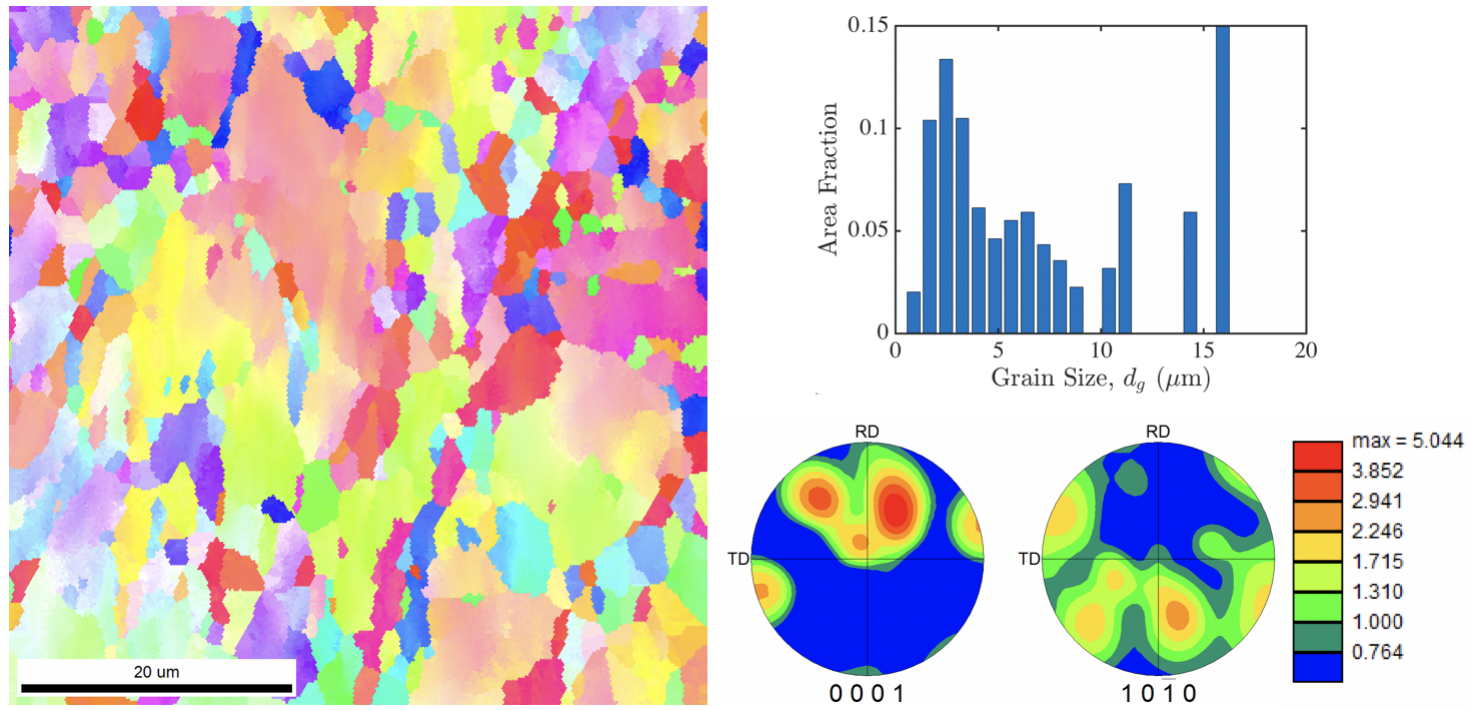 20 um
0.15
0.1
0.05
0
Area Fraction
0 5 10 15 20
Grain Size, d_g (μm)
RD
TD
0 0 0 1
RD
TD
1 0 1̅ 0
max = 5.044
3.852
2.941
2.246
1.715
1.310
1.000
0.764